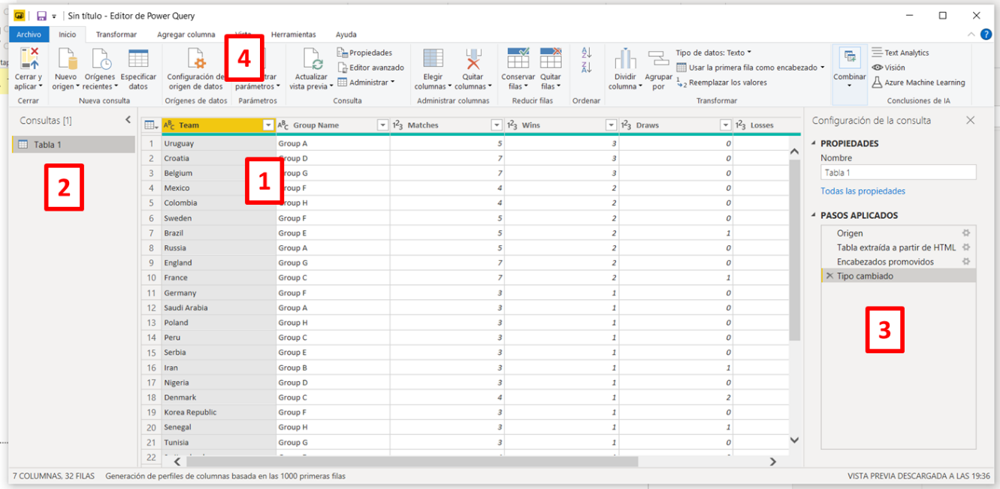 Sin título - Editor de Power Query
Archivo Inicio Transformar Agregar columna Vista Herramientas Ayuda
4
Cerrar y aplicar
Nuevo origen
Orígenes recientes
Especificar datos
Configuración de origen de datos
parámetros
Actualizar vista previa
Propiedades
Editor avanzado
Administrar
Elegir columnas
Quitar columnas
Conservar filas
Quitar filas
Dividir columna
Agrupar por
Tipo de datos: Texto
Usar la primera fila como encabezado
Reemplazar los valores
Combinar
Text Analytics
Visión
Azure Machine Learning
Cerrar
Nueva consulta
Orígenes de datos
Parámetros
Consulta
Administrar columnas
Reducir filas
Ordenar
Transformar
Conclusiones de IA
Consultas [1]
Tabla 1
2
Team Group Name Matches Wins Draws Losses
1 Uruguay Group A 5 3 0
2 Croatia Group D 7 3 0
3 Belgium Group G 7 3 0
1
4 Mexico Group F 4 2 0
5 Colombia Group H 4 2 0
6 Sweden Group F 5 2 0
7 Brazil Group E 5 2 1
8 Russia Group A 5 2 0
9 England Group G 7 2 0
10 France Group C 7 2 1
11 Germany Group F 3 1 0
12 Saudi Arabia Group A 3 1 0
13 Poland Group H 3 1 0
14 Peru Group C 3 1 0
15 Serbia Group E 3 1 0
16 Iran Group B 3 1 1
17 Nigeria Group D 3 1 0
18 Denmark Group C 4 1 2
19 Korea Republic Group F 3 1 0
20 Senegal Group H 3 1 1
21 Tunisia Group G 3 1 0
22
Configuración de la consulta
PROPIEDADES
Nombre
Tabla 1
Todas las propiedades
PASOS APLICADOS
Origen
Tabla extraída a partir de HTML
Encabezados promovidos
Tipo cambiado
3
7 COLUMNAS, 32 FILAS Generación de perfiles de columnas basada en las 1000 primeras filas
VISTA PREVIA DESCARGADA A LAS 19:36